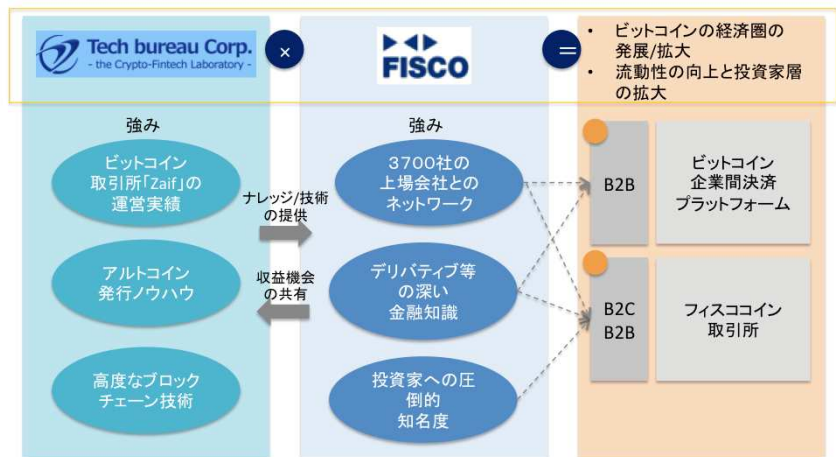 Tech bureau Corp.
- the Crypto-Fintech Laboratory -
×
FISCO
=
• ビットコインの経済圏の
発展/拡大
• 流動性の向上と投資家層
の拡大
強み
ビットコイン
取引所「Zaif」の
運営実績
アルトコイン
発行ノウハウ
高度なブロック
チェーン技術
ナレッジ/技術
の提供
収益機会
の共有
強み
3700社の
上場会社との
ネットワーク
デリバティブ等
の深い
金融知識
投資家への圧
倒的
知名度
B2B
ビットコイン
企業間決済
プラットフォーム
B2C
B2B
フィスココイン
取引所